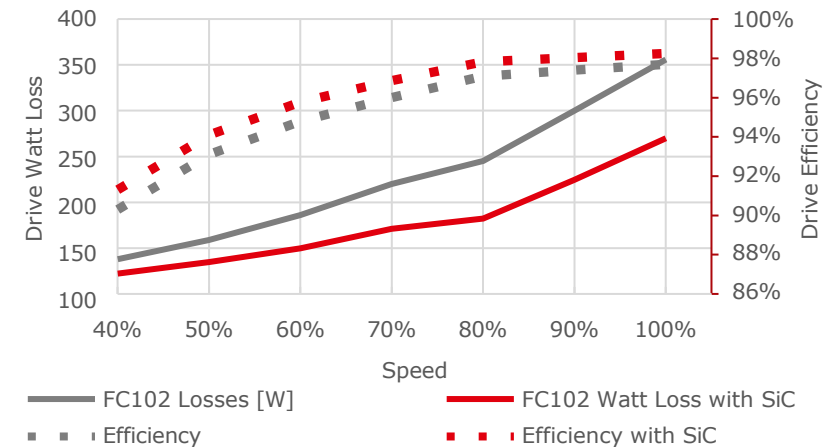 400
350
300
250
200
150
100
Drive Watt Loss
100%
98%
96%
94%
92%
90%
88%
86%
Drive Efficiency
40% 50% 60% 70% 80% 90% 100%
Speed
FC102 Losses [W] FC102 Watt Loss with SiC
Efficiency Efficiency with SiC